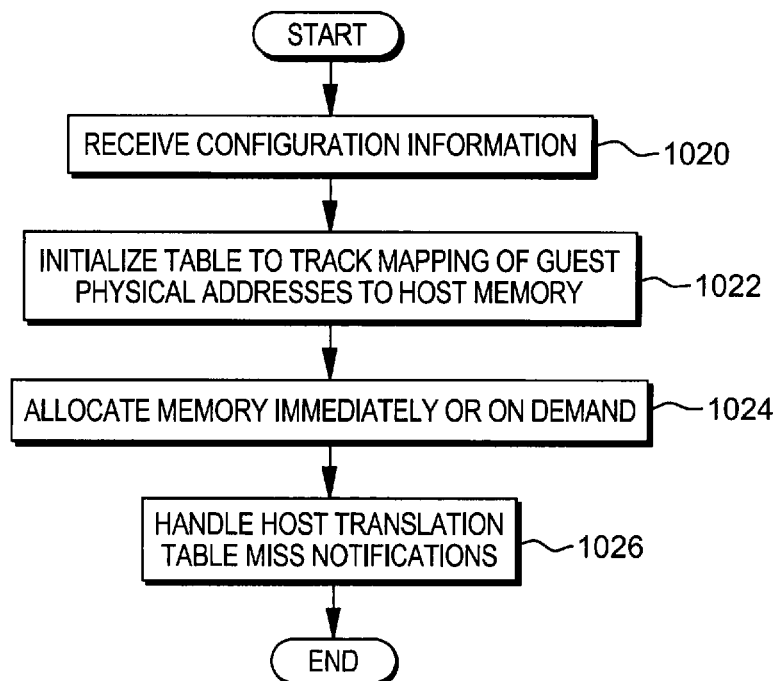 START
RECEIVE CONFIGURATION INFORMATION
1020
INITIALIZE TABLE TO TRACK MAPPING OF GUEST
PHYSICAL ADDRESSES TO HOST MEMORY
1022
ALLOCATE MEMORY IMMEDIATELY OR ON DEMAND
1024
HANDLE HOST TRANSLATION
TABLE MISS NOTIFICATIONS
1026
END